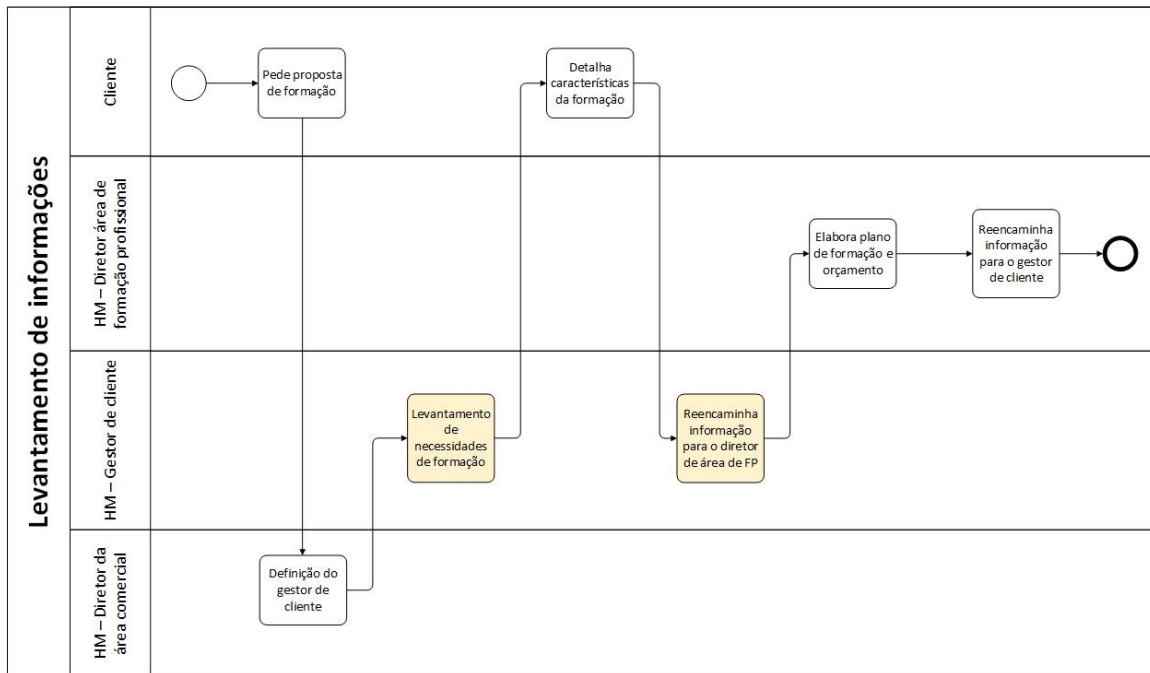 Levantamento de informações
Cliente
Pede proposta
de formação
Detalha
características
da formação
HM – Diretor área de
formação profissional
Elabora plano
de formação e
orçamento
Reencaminha
informação
para o gestor
de cliente
HM – Gestor de cliente
Levantamento
de
necessidades
de formação
Reencaminha
informação
para o diretor
de área de FP
HM – Diretor da
área comercial
Definição do
gestor de
cliente